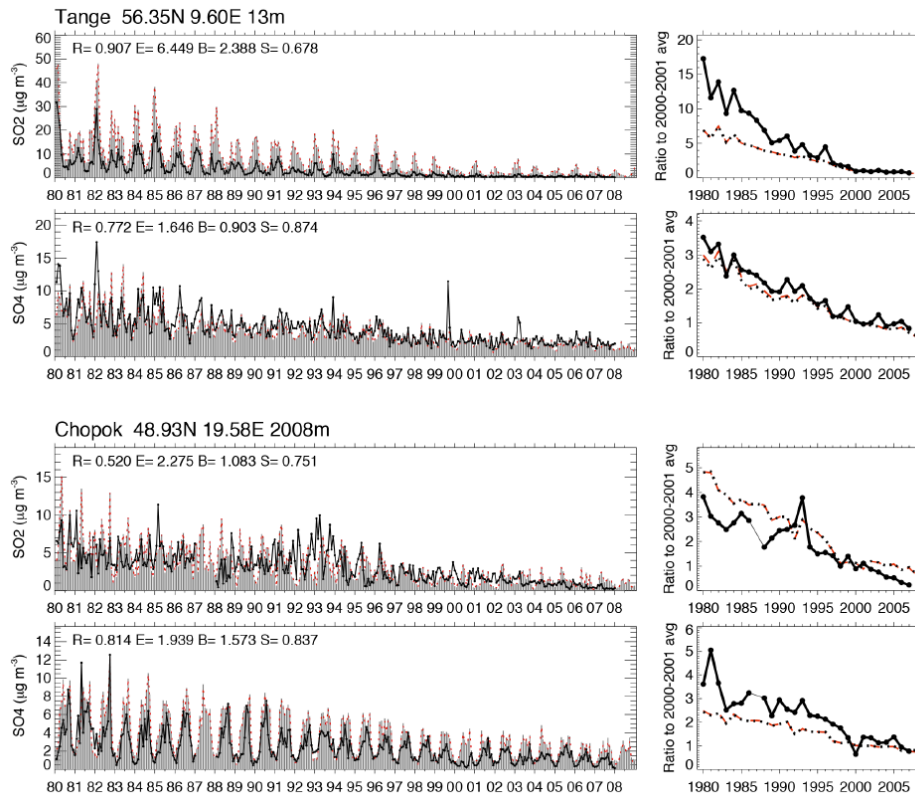 Tange 56.35N 9.60E 13m
R= 0.907 E= 6.449 B= 2.388 S= 0.678
SO2 (μg m-3)
60
50
40
30
20
10
0
80 81 82 83 84 85 86 87 88 89 90 91 92 93 94 95 96 97 98 99 00 01 02 03 04 05 06 07 08
Ratio to 2000-2001 avg
20
15
10
5
0
1980 1985 1990 1995 2000 2005
R= 0.772 E= 1.646 B= 0.903 S= 0.874
SO4 (μg m-3)
20
15
10
5
0
80 81 82 83 84 85 86 87 88 89 90 91 92 93 94 95 96 97 98 99 00 01 02 03 04 05 06 07 08
Ratio to 2000-2001 avg
4
3
2
1
0
1980 1985 1990 1995 2000 2005
Chopok 48.93N 19.58E 2008m
R= 0.520 E= 2.275 B= 1.083 S= 0.751
SO2 (μg m-3)
15
10
5
0
80 81 82 83 84 85 86 87 88 89 90 91 92 93 94 95 96 97 98 99 00 01 02 03 04 05 06 07 08
Ratio to 2000-2001 avg
5
4
3
2
1
0
1980 1985 1990 1995 2000 2005
R= 0.814 E= 1.939 B= 1.573 S= 0.837
SO4 (μg m-3)
14
12
10
8
6
4
2
0
80 81 82 83 84 85 86 87 88 89 90 91 92 93 94 95 96 97 98 99 00 01 02 03 04 05 06 07 08
Ratio to 2000-2001 avg
6
5
4
3
2
1
0
1980 1985 1990 1995 2000 2005